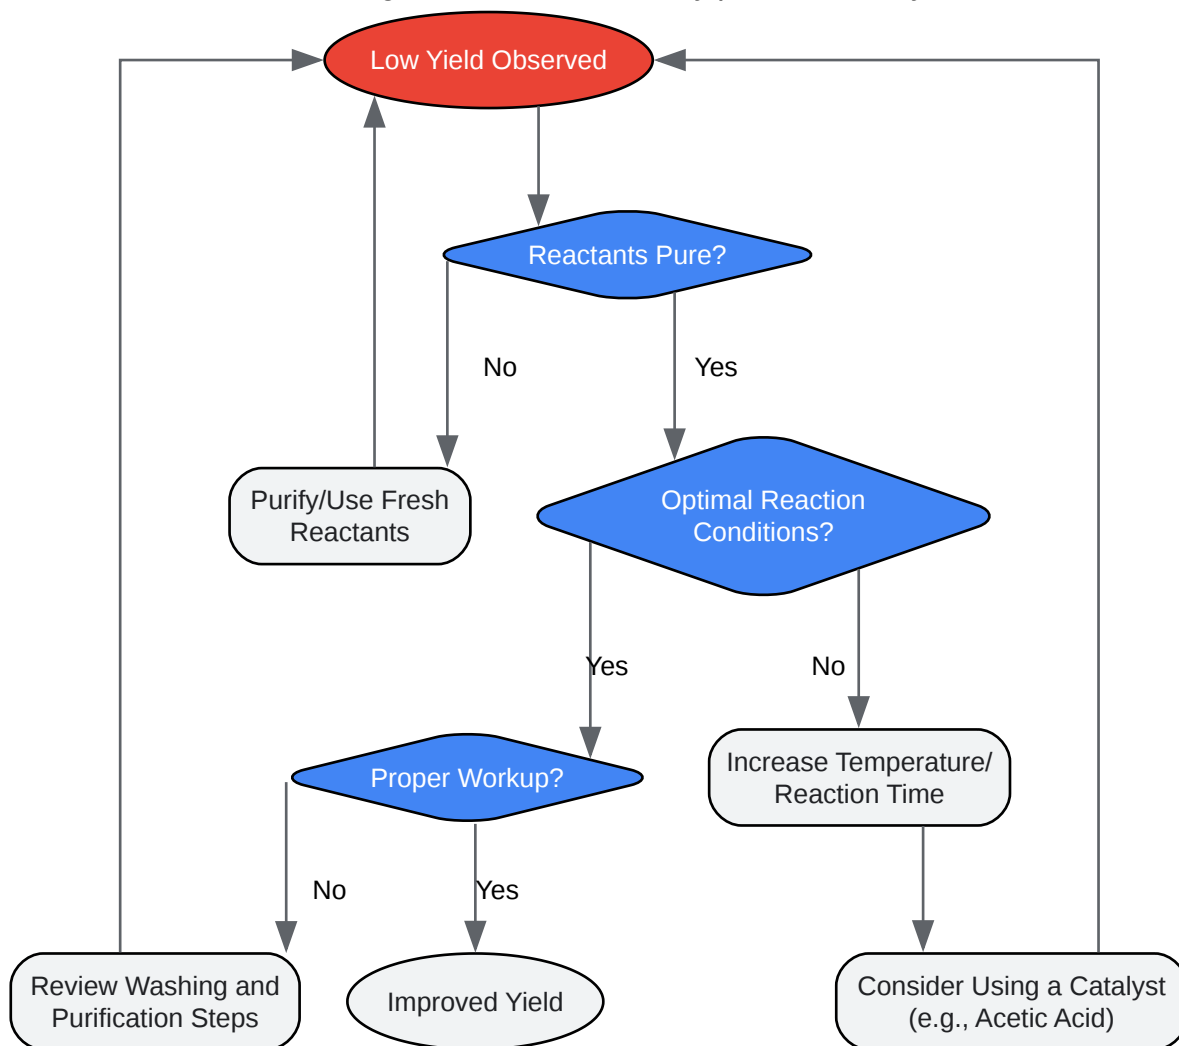 Low Yield Observed
Reactants Pure?
No
Yes
Purify/Use Fresh
Reactants
Optimal Reaction
Conditions?
Yes
No
Proper Workup?
Increase Temperature/
Reaction Time
No
Yes
Review Washing and
Purification Steps
Improved Yield
Consider Using a Catalyst
(e.g., Acetic Acid)